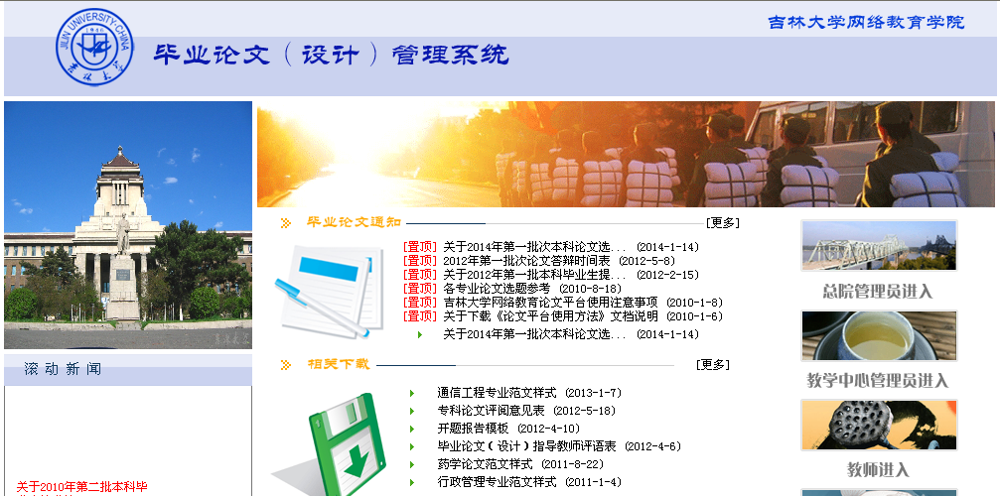 JILIN UNIVERSITY·CHINA
1946
吉林大学
吉林大学网络教育学院
毕业论文（设计）管理系统
毕业论文通知
[更多]
[置顶] 关于2014年第一批次本科论文选... (2014-1-14)
[置顶] 2012年第一批次论文答辩时间表 (2012-5-8)
[置顶] 关于2012年第一批本科毕业生提... (2012-2-15)
[置顶] 各专业论文选题参考 (2010-8-18)
[置顶] 吉林大学网络教育论文平台使用注意事项 (2010-1-8)
[置顶] 关于下载《论文平台使用方法》文档说明 (2010-1-6)
关于2014年第一批次本科论文选... (2014-1-14)
总院管理员进入
教学中心管理员进入
教师进入
滚动新闻
关于2010年第二批本科毕
相关下载
[更多]
通信工程专业范文样式 (2013-1-7)
专科论文评阅意见表 (2012-5-18)
开题报告模板 (2012-4-10)
毕业论文（设计）指导教师评语表 (2012-4-6)
药学论文范文样式 (2011-8-22)
行政管理专业范文样式 (2011-1-4)